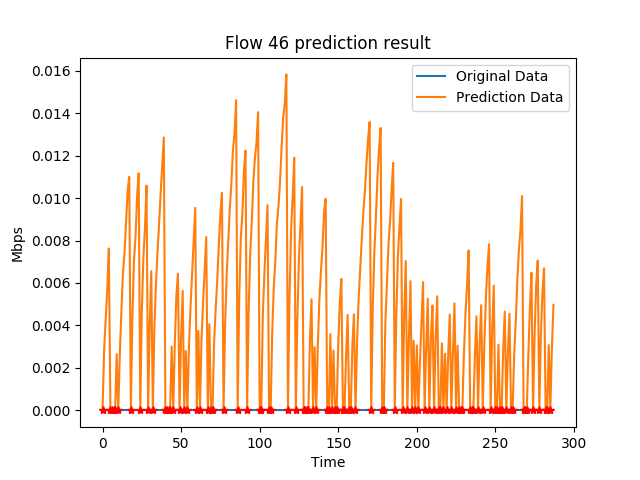 Flow 46 prediction result
Original Data
Prediction Data
Mbps
0.016
0.014
0.012
0.010
0.008
0.006
0.004
0.002
0.000
0 50 100 150 200 250 300
Time